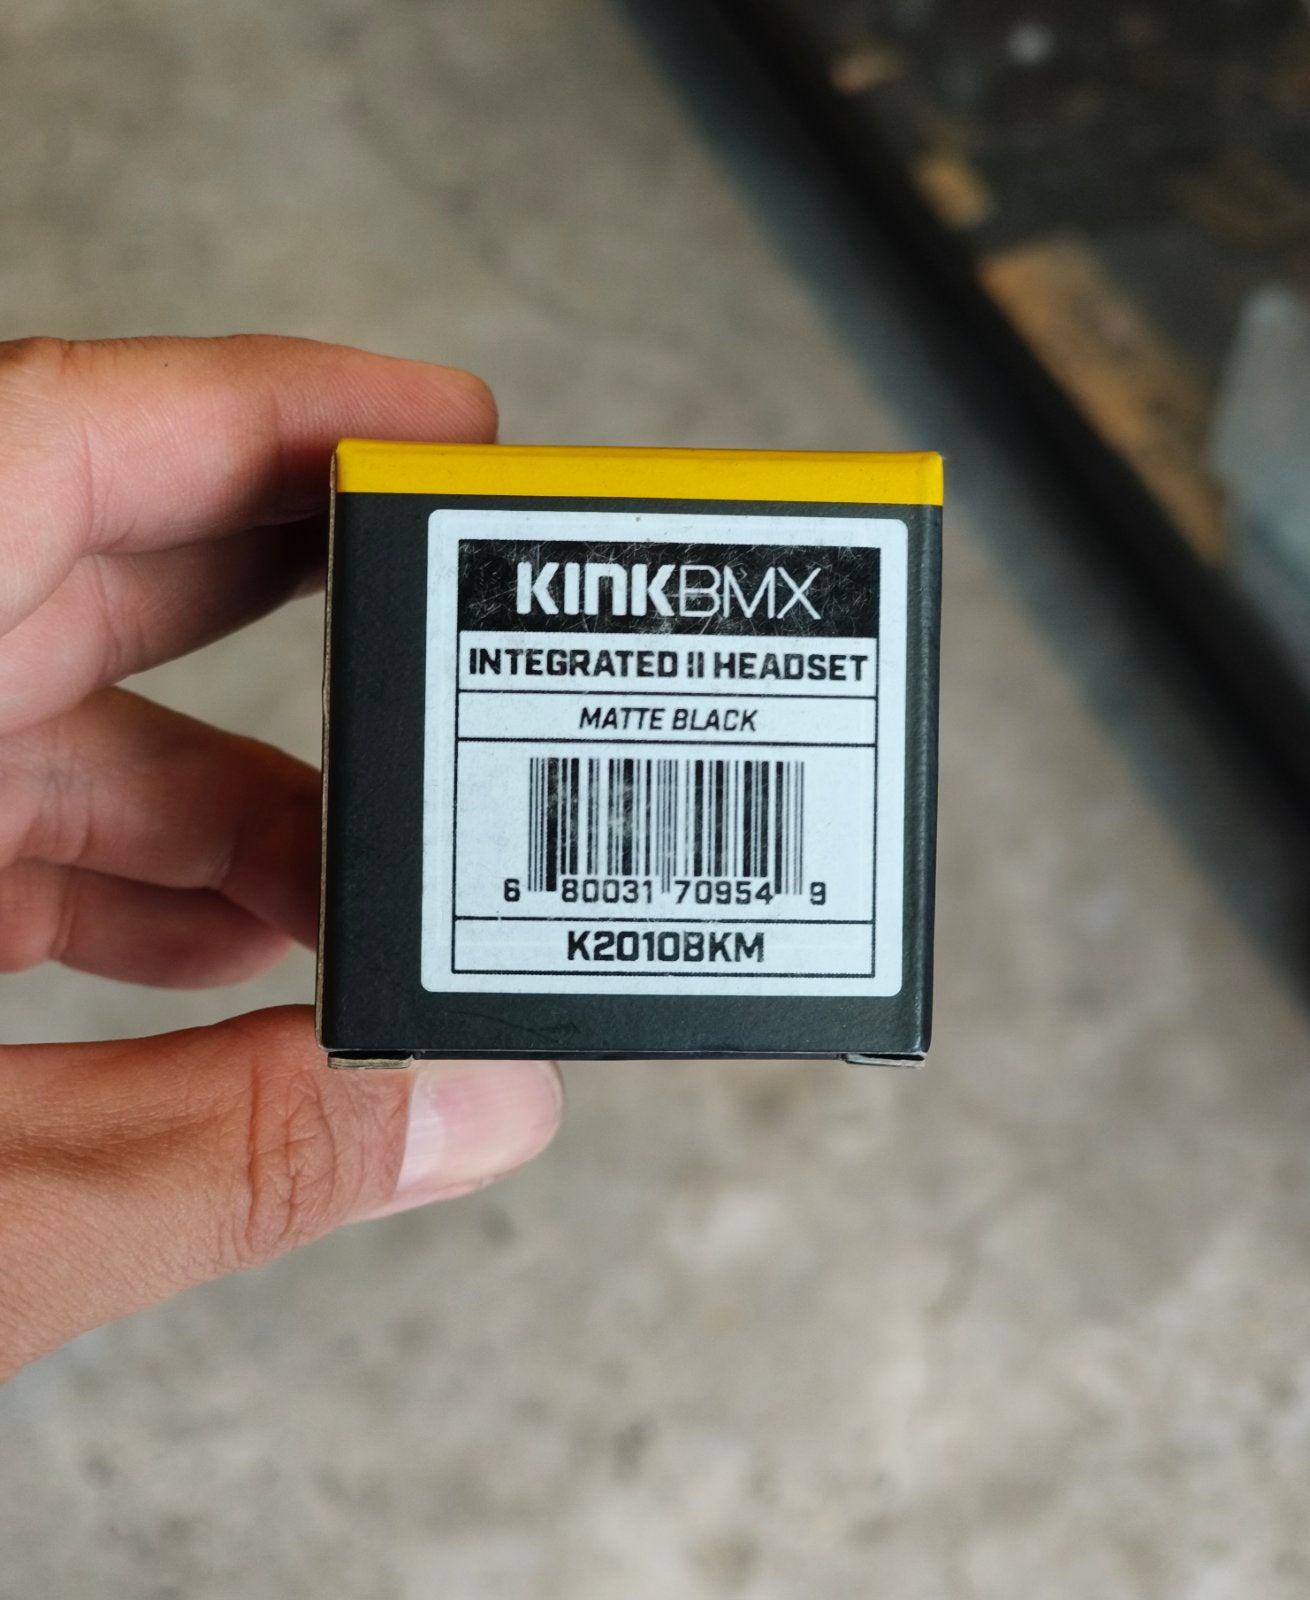 KINKBMX
INTEGRATED II HEADSET
MATTE BLACK
6 80031 70954 9
K2010BKM